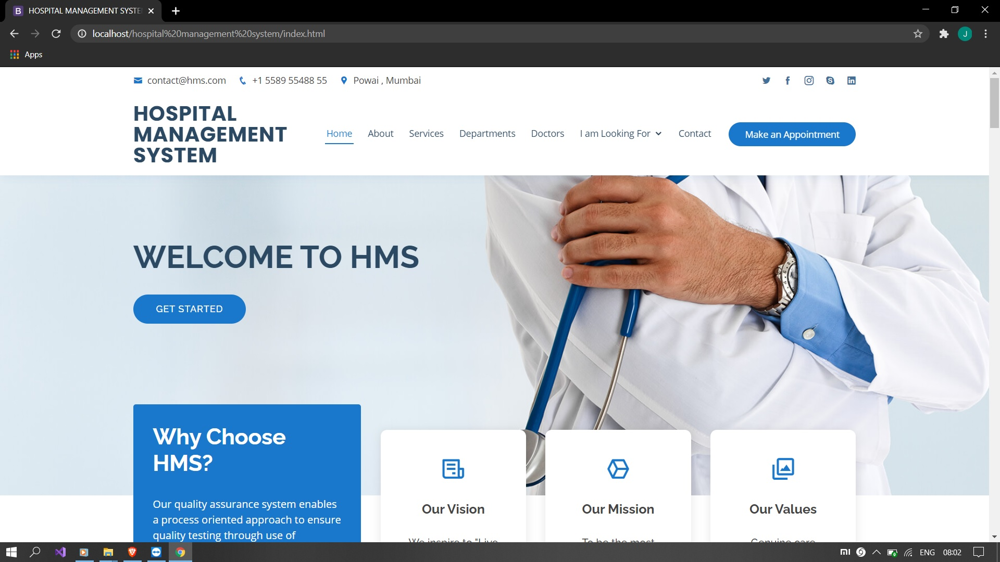 HOSPITAL MANAGEMENT SYSTE
localhost/hospital%20management%20system/index.html
Apps
contact@hms.com +1 5589 55488 55 Powai , Mumbai
HOSPITAL
MANAGEMENT
SYSTEM
Home About Services Departments Doctors I am Looking For Contact Make an Appointment
WELCOME TO HMS
GET STARTED
Why Choose
HMS?
Our quality assurance system enables
a process oriented approach to ensure
quality testing through use of
Our Vision
We inspire to "Live
Our Mission
To be the most
Our Values
Genuine care
ENG 08:02